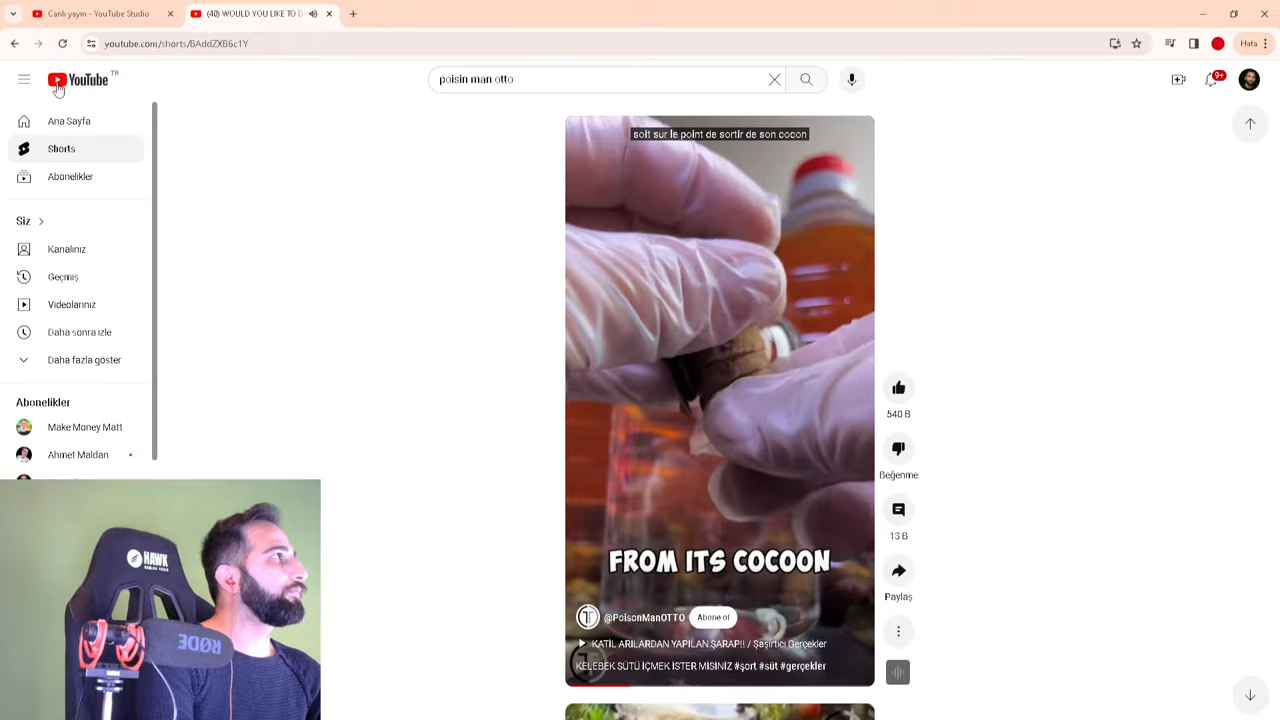 Canlı yayın - YouTube Studio
(40) WOULD YOU LIKE TO D
youtube.com/shorts/BAddZXB6c1Y
Hata
YouTube TR
poisin man otto
9+
Ana Sayfa
Shorts
Abonelikler
Siz
Kanalınız
Geçmiş
Videolarınız
Daha sonra izle
Daha fazla göster
Abonelikler
Make Money Matt
Ahmet Maldan
soit sur le point de sortir de son cocon
FROM ITS COCOON
@PoisonManOTTO
Abone ol
KATİL ARILARDAN YAPILAN ŞARAP!! / Şaşırtıcı Gerçekler
KELEBEK SÜTÜ İÇMEK İSTER MİSİNİZ #şort #süt #gerçekler
540 B
Beğenme
13 B
Paylaş
HAWK
RØDE